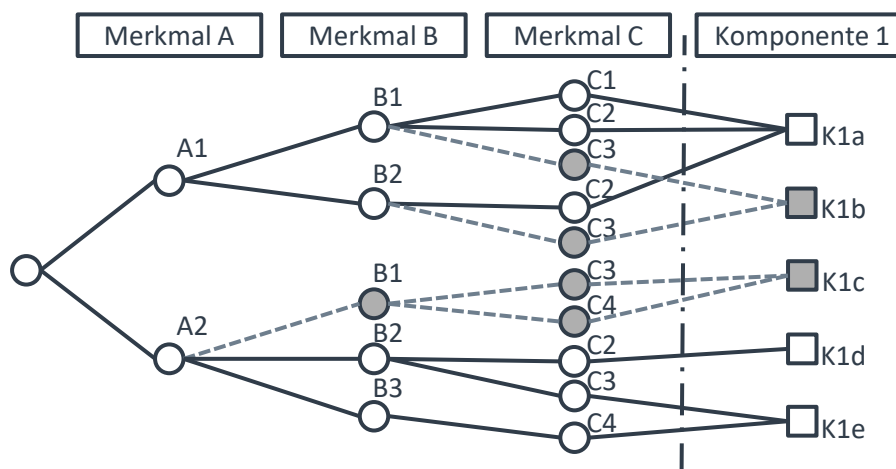 Merkmal A
Merkmal B
Merkmal C
Komponente 1
C1
B1
C2
K1a
A1
C3
B2
C2
K1b
C3
C3
B1
K1c
C4
A2
B2
C2
K1d
B3
C3
C4
K1e